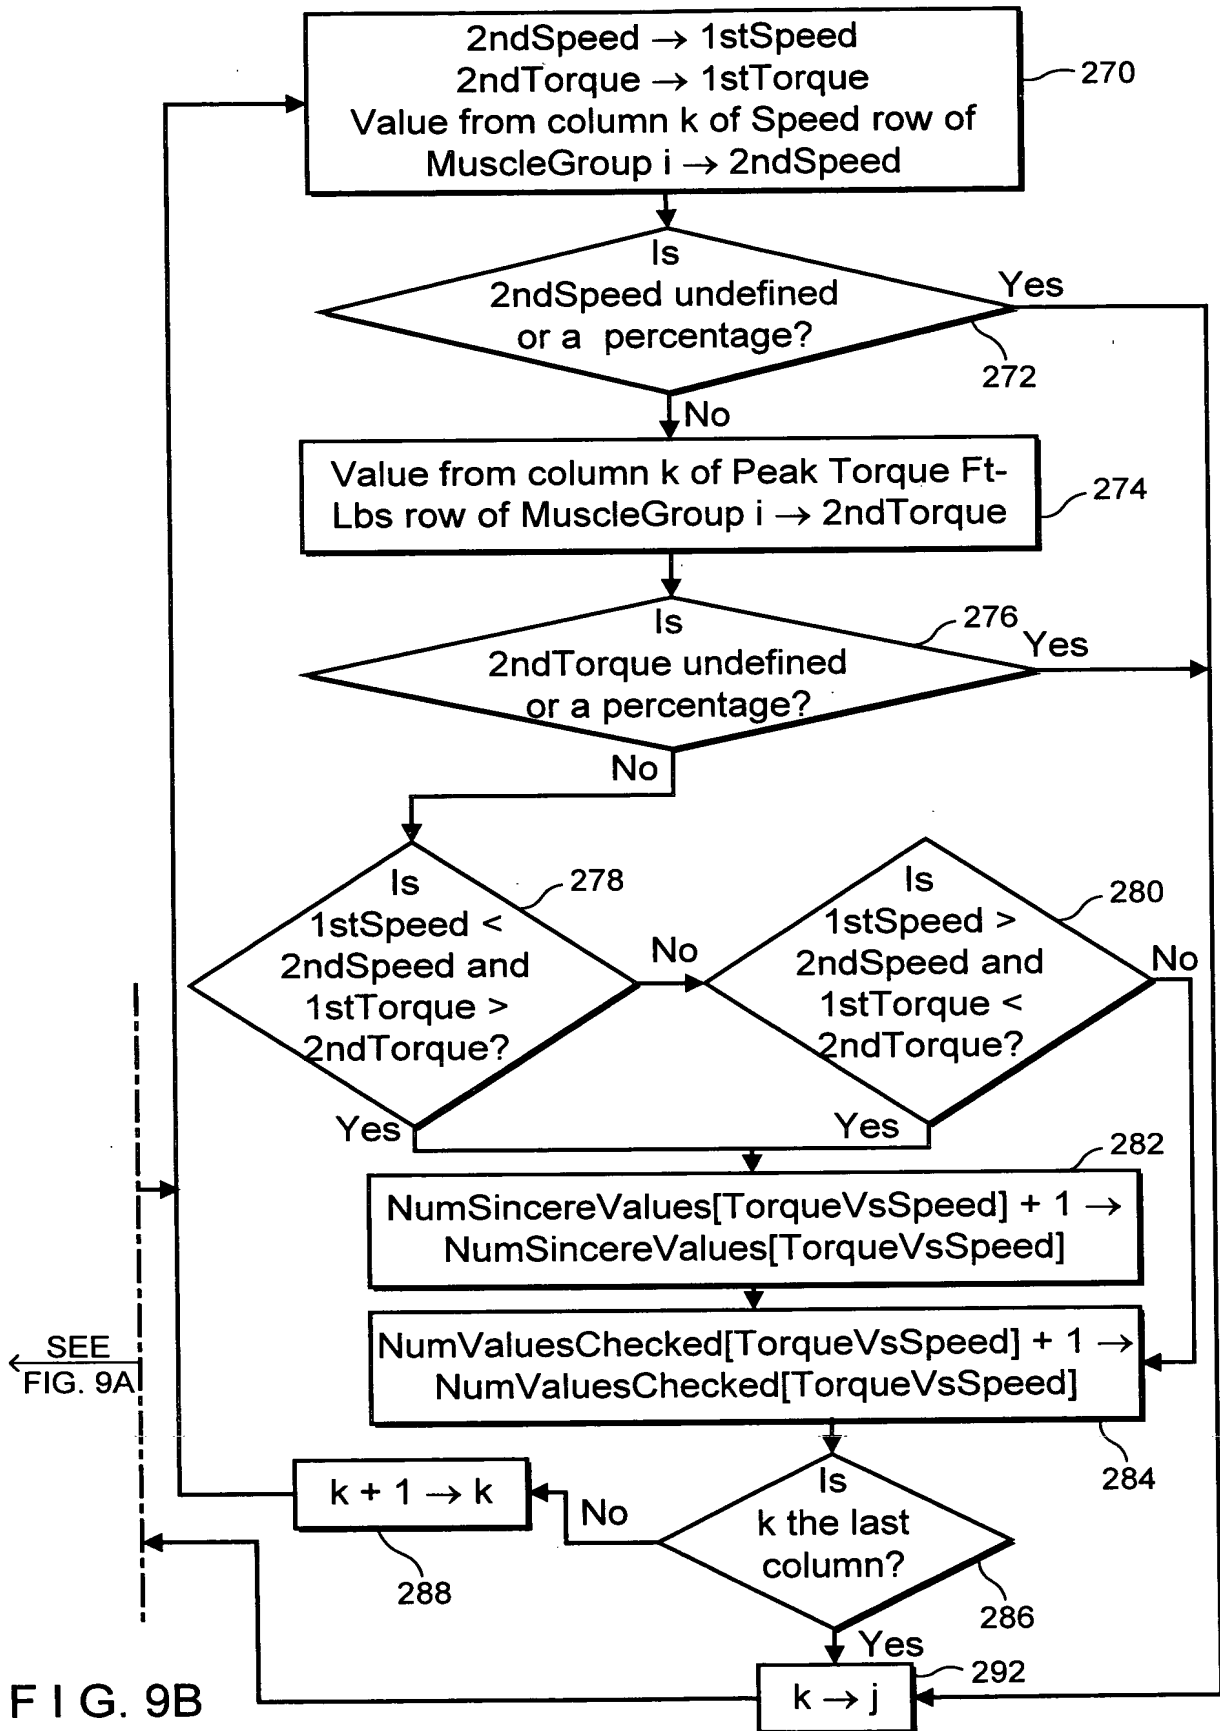 2ndSpeed → 1stSpeed
2ndTorque → 1stTorque
Value from column k of Speed row of
MuscleGroup i → 2ndSpeed
270
Is
2ndSpeed undefined
or a percentage?
Yes
272
No
Value from column k of Peak Torque Ft-
Lbs row of MuscleGroup i → 2ndTorque
274
Is
2ndTorque undefined
or a percentage?
276
Yes
No
Is
1stSpeed <
2ndSpeed and
1stTorque >
2ndTorque?
278
No
Is
1stSpeed >
2ndSpeed and
1stTorque <
2ndTorque?
280
No
Yes
Yes
282
NumSincereValues[TorqueVsSpeed] + 1 →
NumSincereValues[TorqueVsSpeed]
NumValuesChecked[TorqueVsSpeed] + 1 →
NumValuesChecked[TorqueVsSpeed]
284
SEE
FIG. 9A
k + 1 → k
288
No
Is
k the last
column?
286
Yes
292
k → j
F I G. 9B